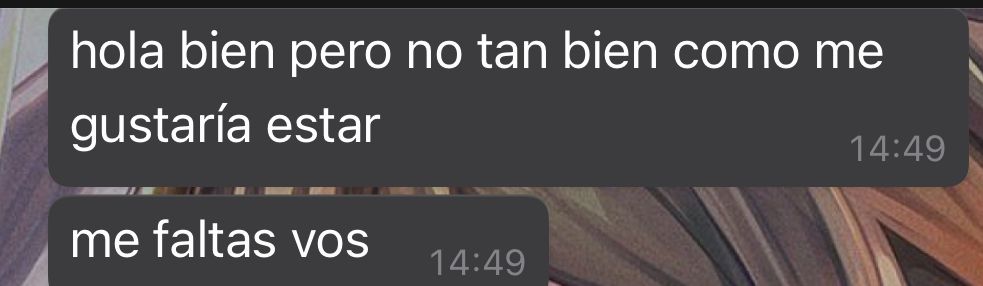 hola bien pero no tan bien como me
gustaría estar
14:49
me faltas vos
14:49